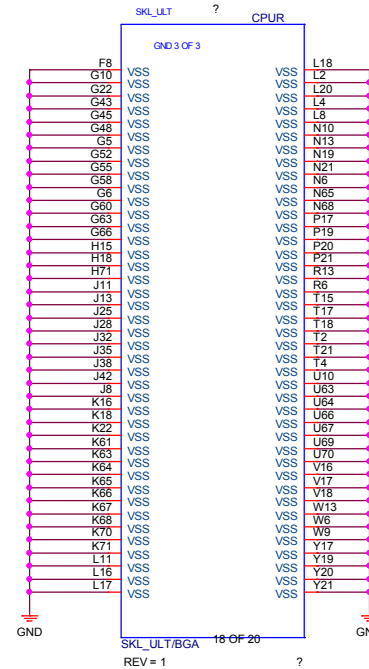 SKL_ULT ?
CPUR
GND 3 OF 3
F8 VSS VSS L18
G10 VSS VSS L2
G22 VSS VSS L20
G43 VSS VSS L4
G45 VSS VSS L8
G48 VSS VSS N10
G5 VSS VSS N13
G52 VSS VSS N19
G55 VSS VSS N21
G58 VSS VSS N6
G6 VSS VSS N65
G60 VSS VSS N68
G63 VSS VSS P17
G66 VSS VSS P19
H15 VSS VSS P20
H18 VSS VSS P21
H71 VSS VSS R13
J11 VSS VSS R6
J13 VSS VSS T15
J25 VSS VSS T17
J28 VSS VSS T18
J32 VSS VSS T2
J35 VSS VSS T21
J38 VSS VSS T4
J42 VSS VSS U10
J8 VSS VSS U63
K16 VSS VSS U64
K18 VSS VSS U66
K22 VSS VSS U67
K61 VSS VSS U69
K63 VSS VSS U70
K64 VSS VSS V16
K65 VSS VSS V17
K66 VSS VSS V18
K67 VSS VSS W13
K68 VSS VSS W6
K70 VSS VSS W9
K71 VSS VSS Y17
L11 VSS VSS Y19
L16 VSS VSS Y20
L17 VSS VSS Y21
GND GN
SKL_ULT/BGA 18 OF 20
REV = 1 ?